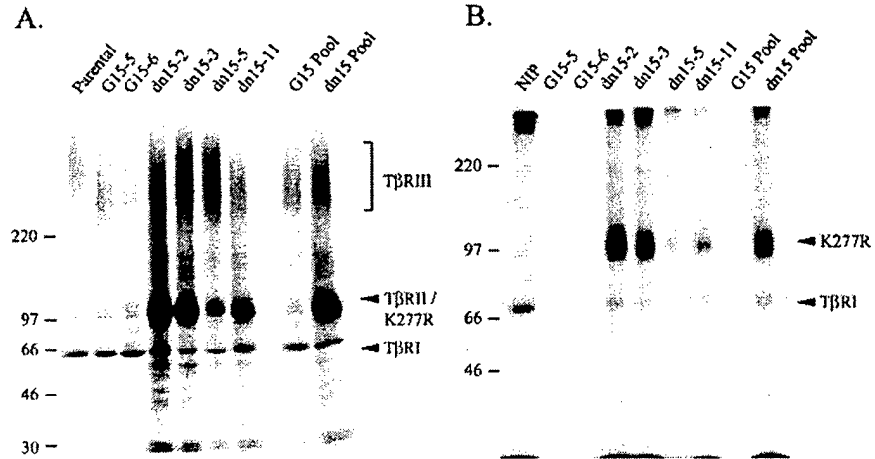 A.
Parental
G15-5
G15-6
dn15-2
dn15-3
dn15-5
dn15-11
G15 Pool
dn15 Pool
TβRIII
220 –
TβRII /
K277R
97 –
66 –
TβRI
46 –
30 –
B.
NIP
G15-5
G15-6
dn15-2
dn15-3
dn15-5
dn15-11
G15 Pool
dn15 Pool
220 –
97 –
K277R
TβRI
66 –
46 –